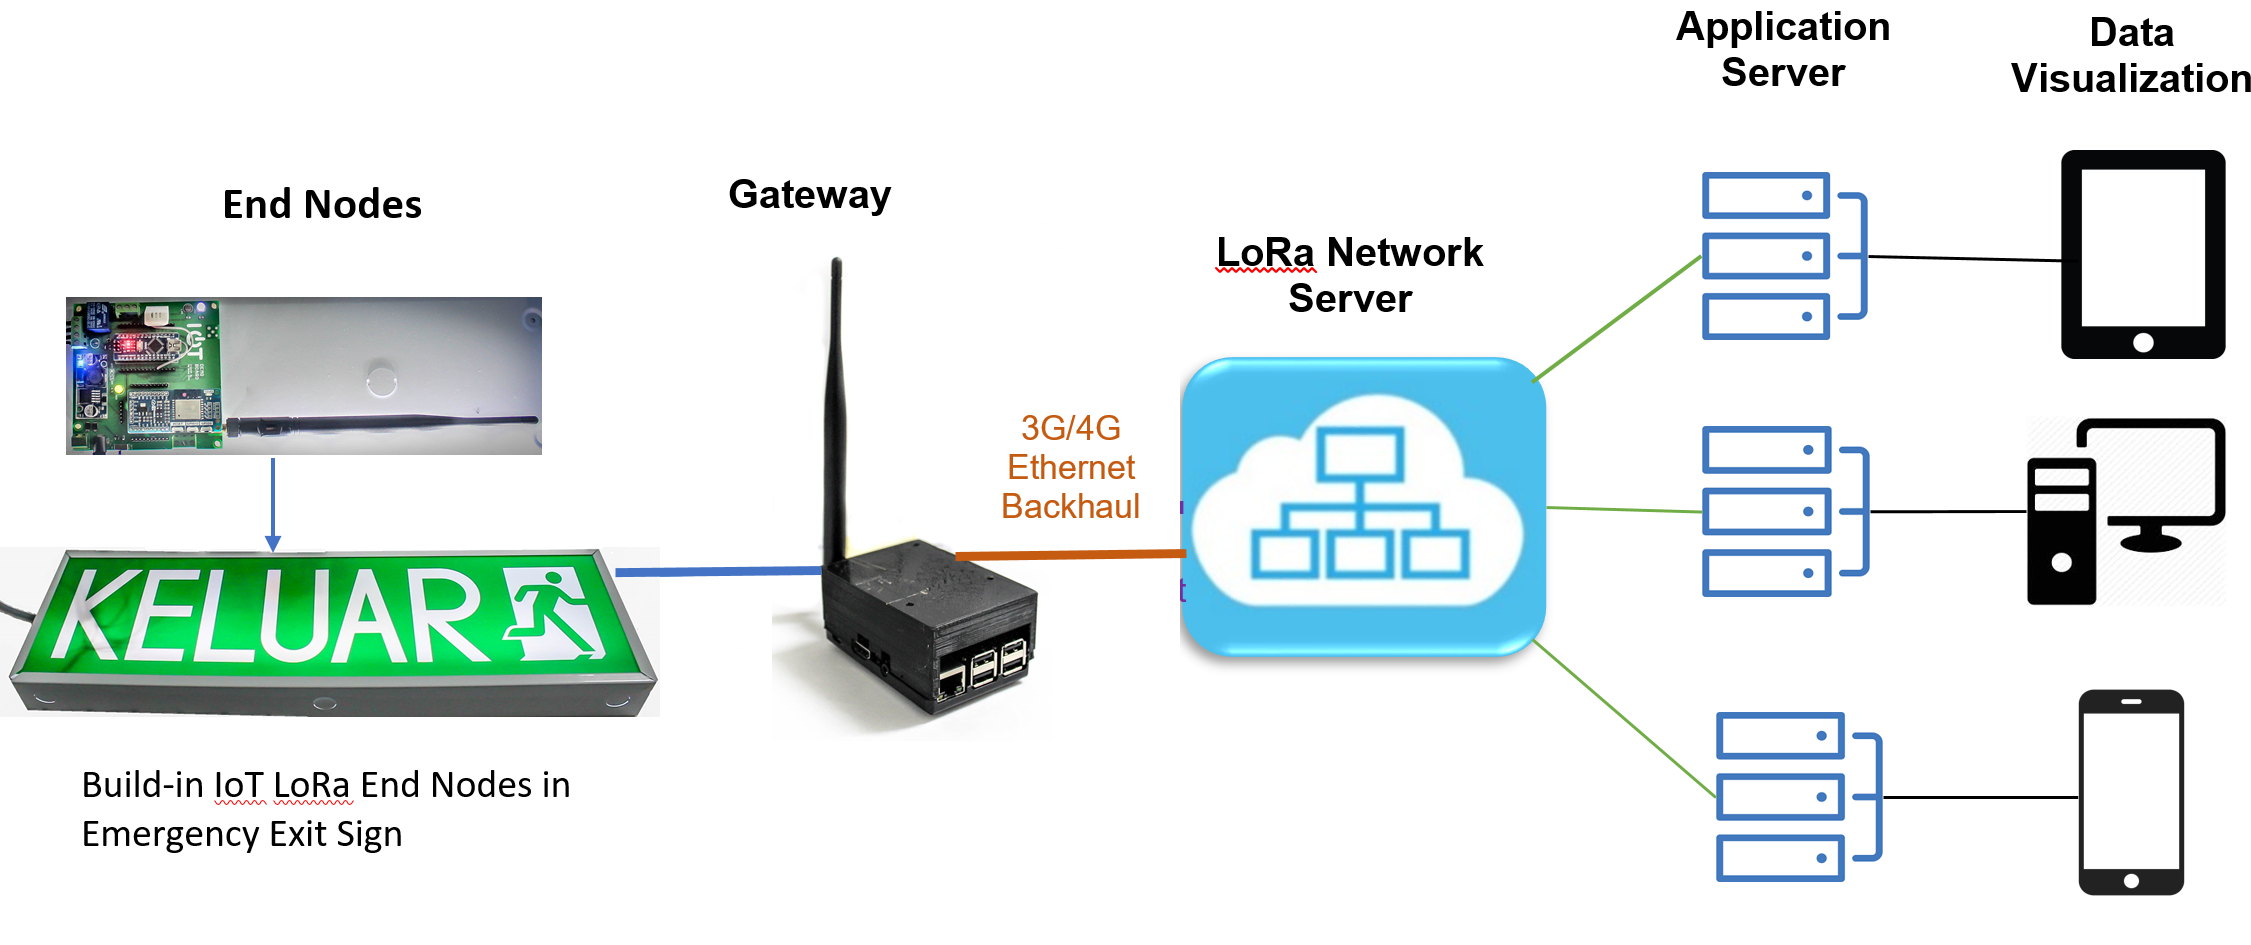 Application
Server
Data
Visualization
End Nodes
Gateway
LoRa Network
Server
3G/4G
Ethernet
Backhaul
IoT
KELUAR
t
Build-in IoT LoRa End Nodes in
Emergency Exit Sign